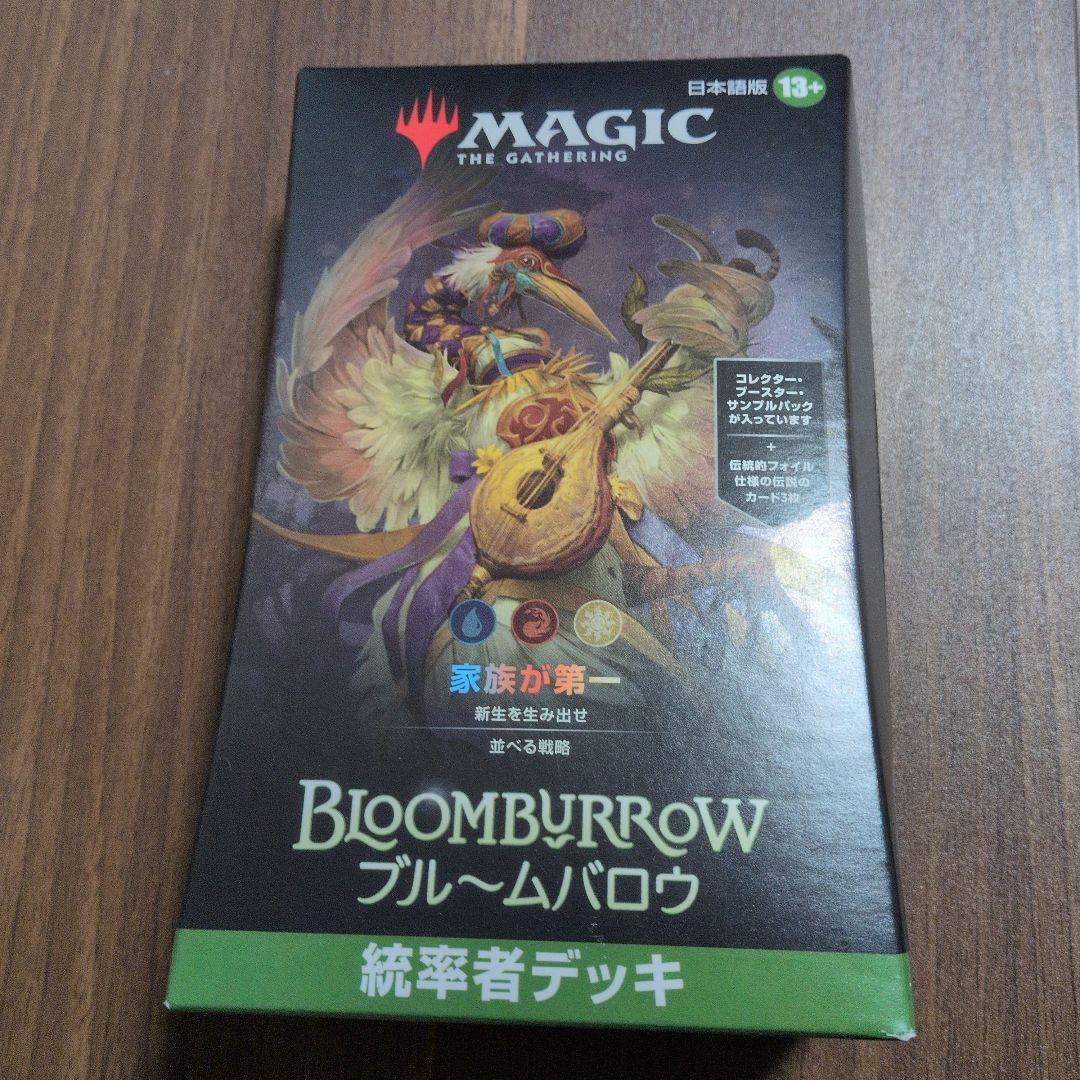 日本語版 13+
MAGIC
THE GATHERING
コレクター・
ブースター・
サンプルパック
が入っています
+
伝統的フォイル
仕様の伝説の
カード3枚
家族が第一
新生を生み出せ
並べる戦略
BLOOMBURROW
ブルームバロウ
統率者デッキ